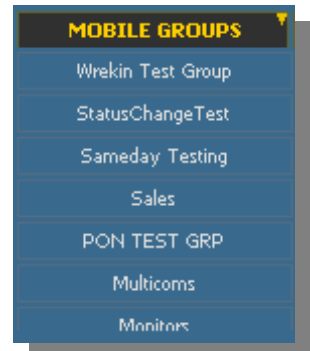 MOBILE GROUPS
Wrekin Test Group
StatusChangeTest
Sameday Testing
Sales
PON TEST GRP
Multicoms
Monitors